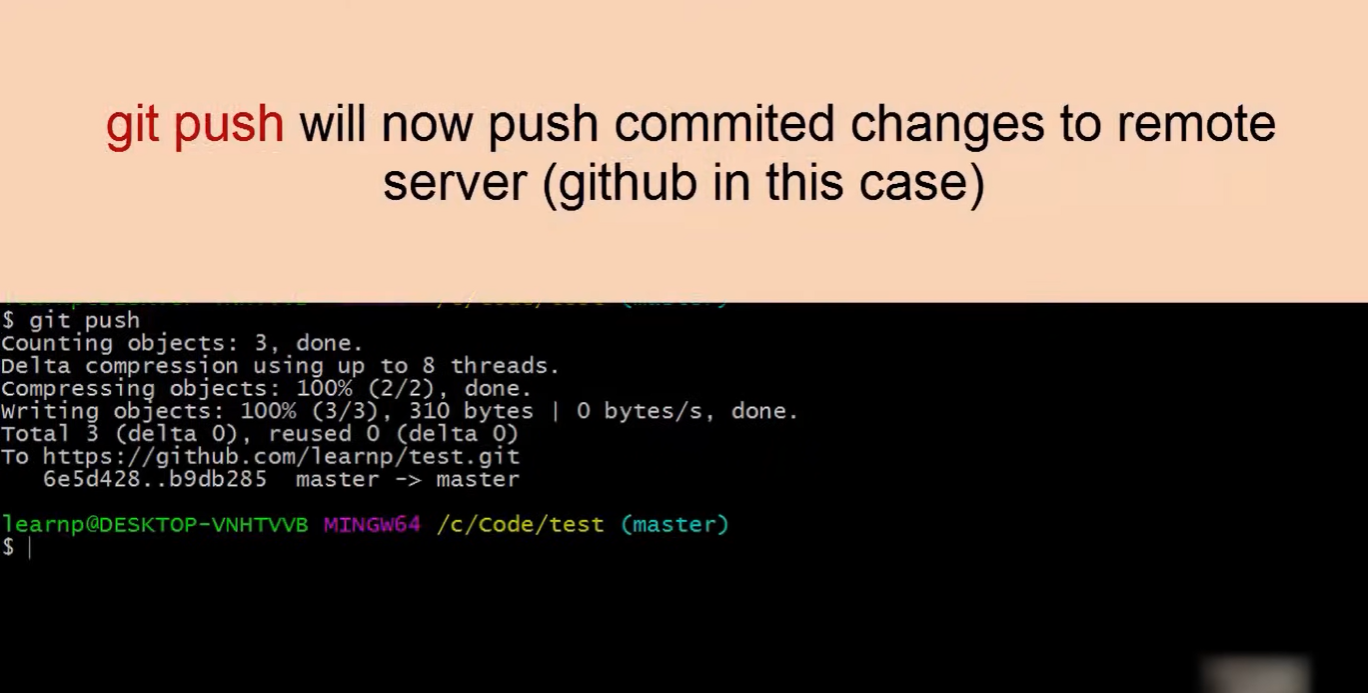 git push will now push commited changes to remote
server (github in this case)
$ git push
Counting objects: 3, done.
Delta compression using up to 8 threads.
Compressing objects: 100% (2/2), done.
Writing objects: 100% (3/3), 310 bytes | 0 bytes/s, done.
Total 3 (delta 0), reused 0 (delta 0)
To https://github.com/learnp/test.git
   6e5d428..b9db285  master -> master
learnp@DESKTOP-VNHTVVB MINGW64 /c/Code/test (master)
$